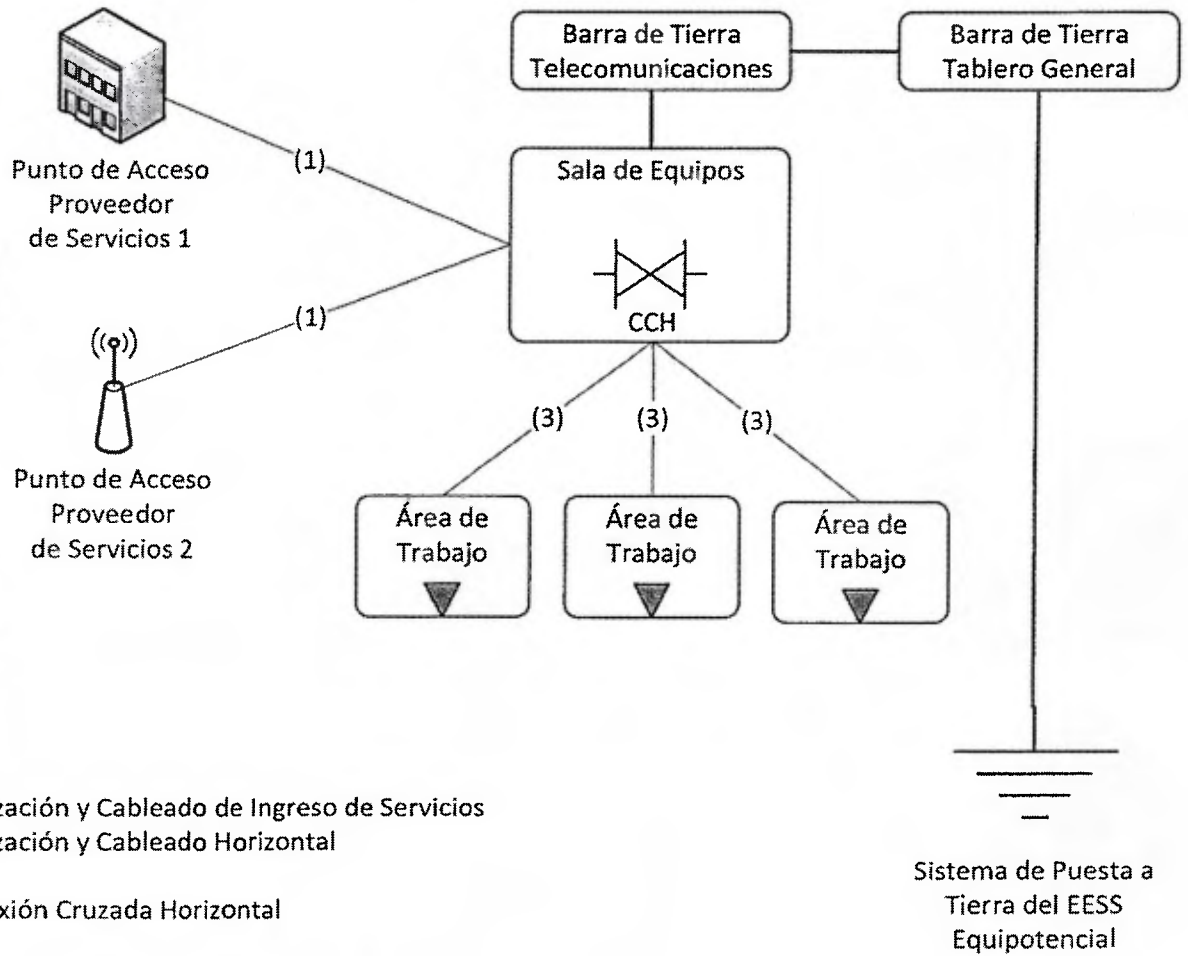 Barra de Tierra
Telecomunicaciones
Barra de Tierra
Tablero General
Punto de Acceso
Proveedor
de Servicios 1
(1)
Sala de Equipos
CCH
(1)
Punto de Acceso
Proveedor
de Servicios 2
(3)
(3)
(3)
Área de
Trabajo
Área de
Trabajo
Área de
Trabajo
zación y Cableado de Ingreso de Servicios
zación y Cableado Horizontal
xión Cruzada Horizontal
Sistema de Puesta a
Tierra del EESS
Equipotencial